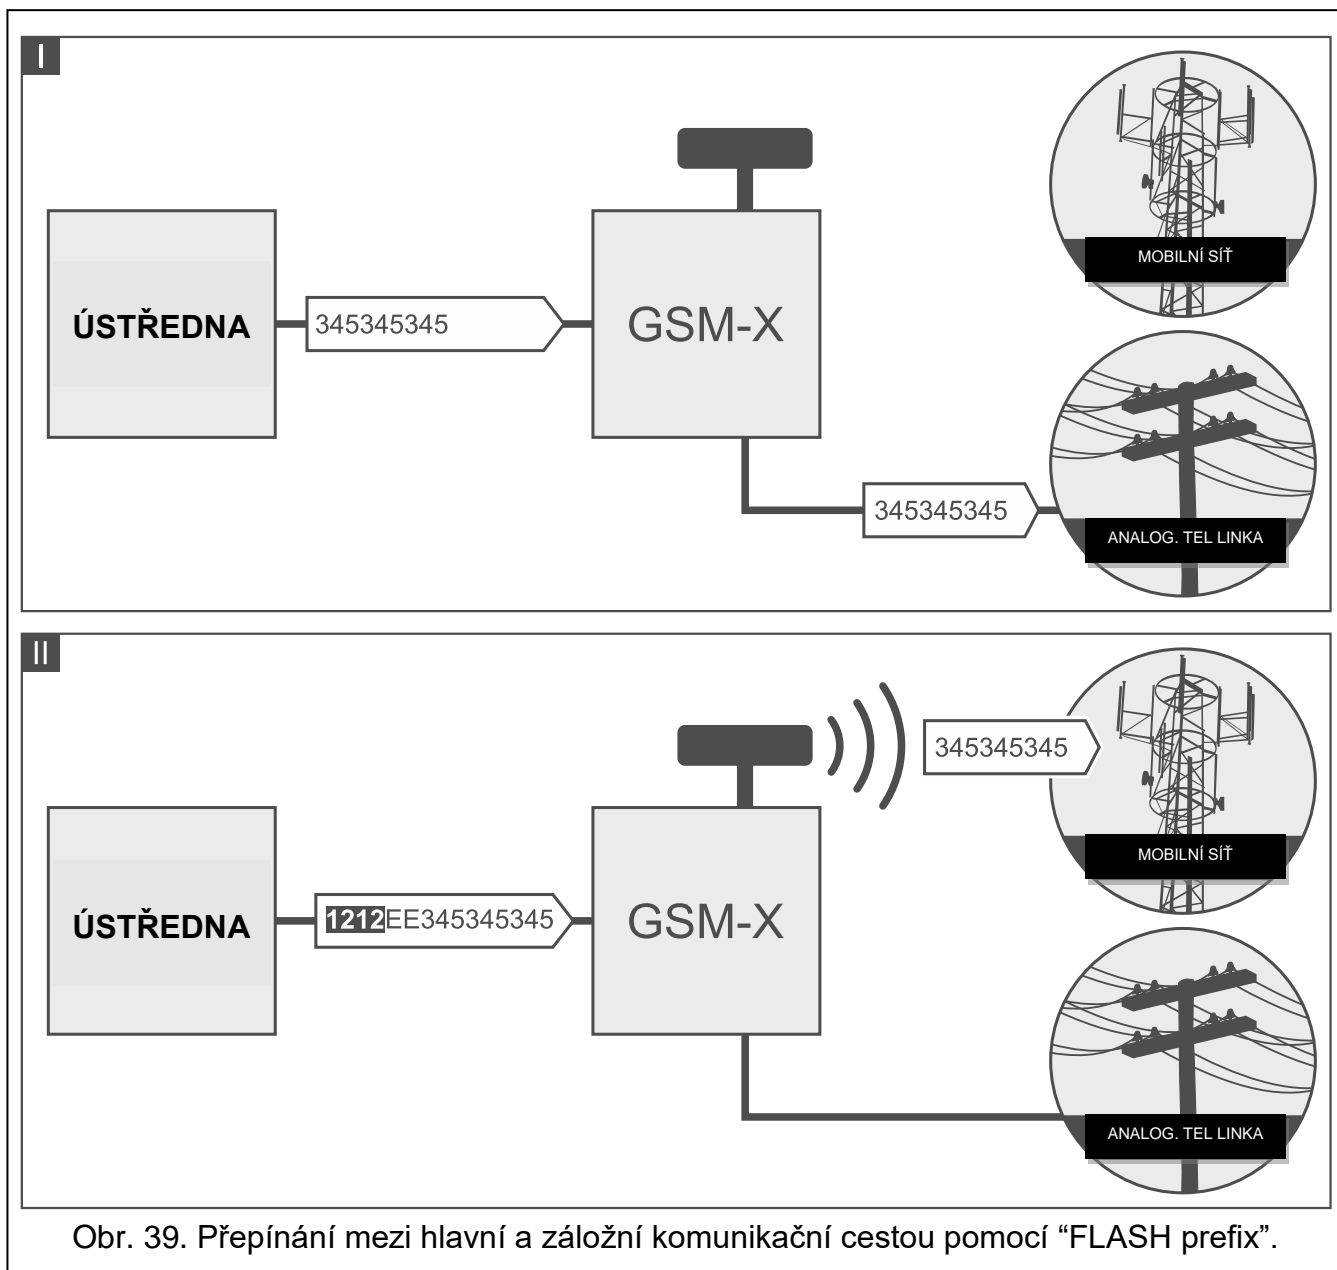 I
MOBILNÍ SÍŤ
ÚSTŘEDNA
345345345
GSM-X
345345345
ANALOG. TEL LINKA
II
345345345
MOBILNÍ SÍŤ
ÚSTŘEDNA
1212EE345345345
GSM-X
ANALOG. TEL LINKA
Obr. 39. Přepínání mezi hlavní a záložní komunikační cestou pomocí “FLASH prefix”.